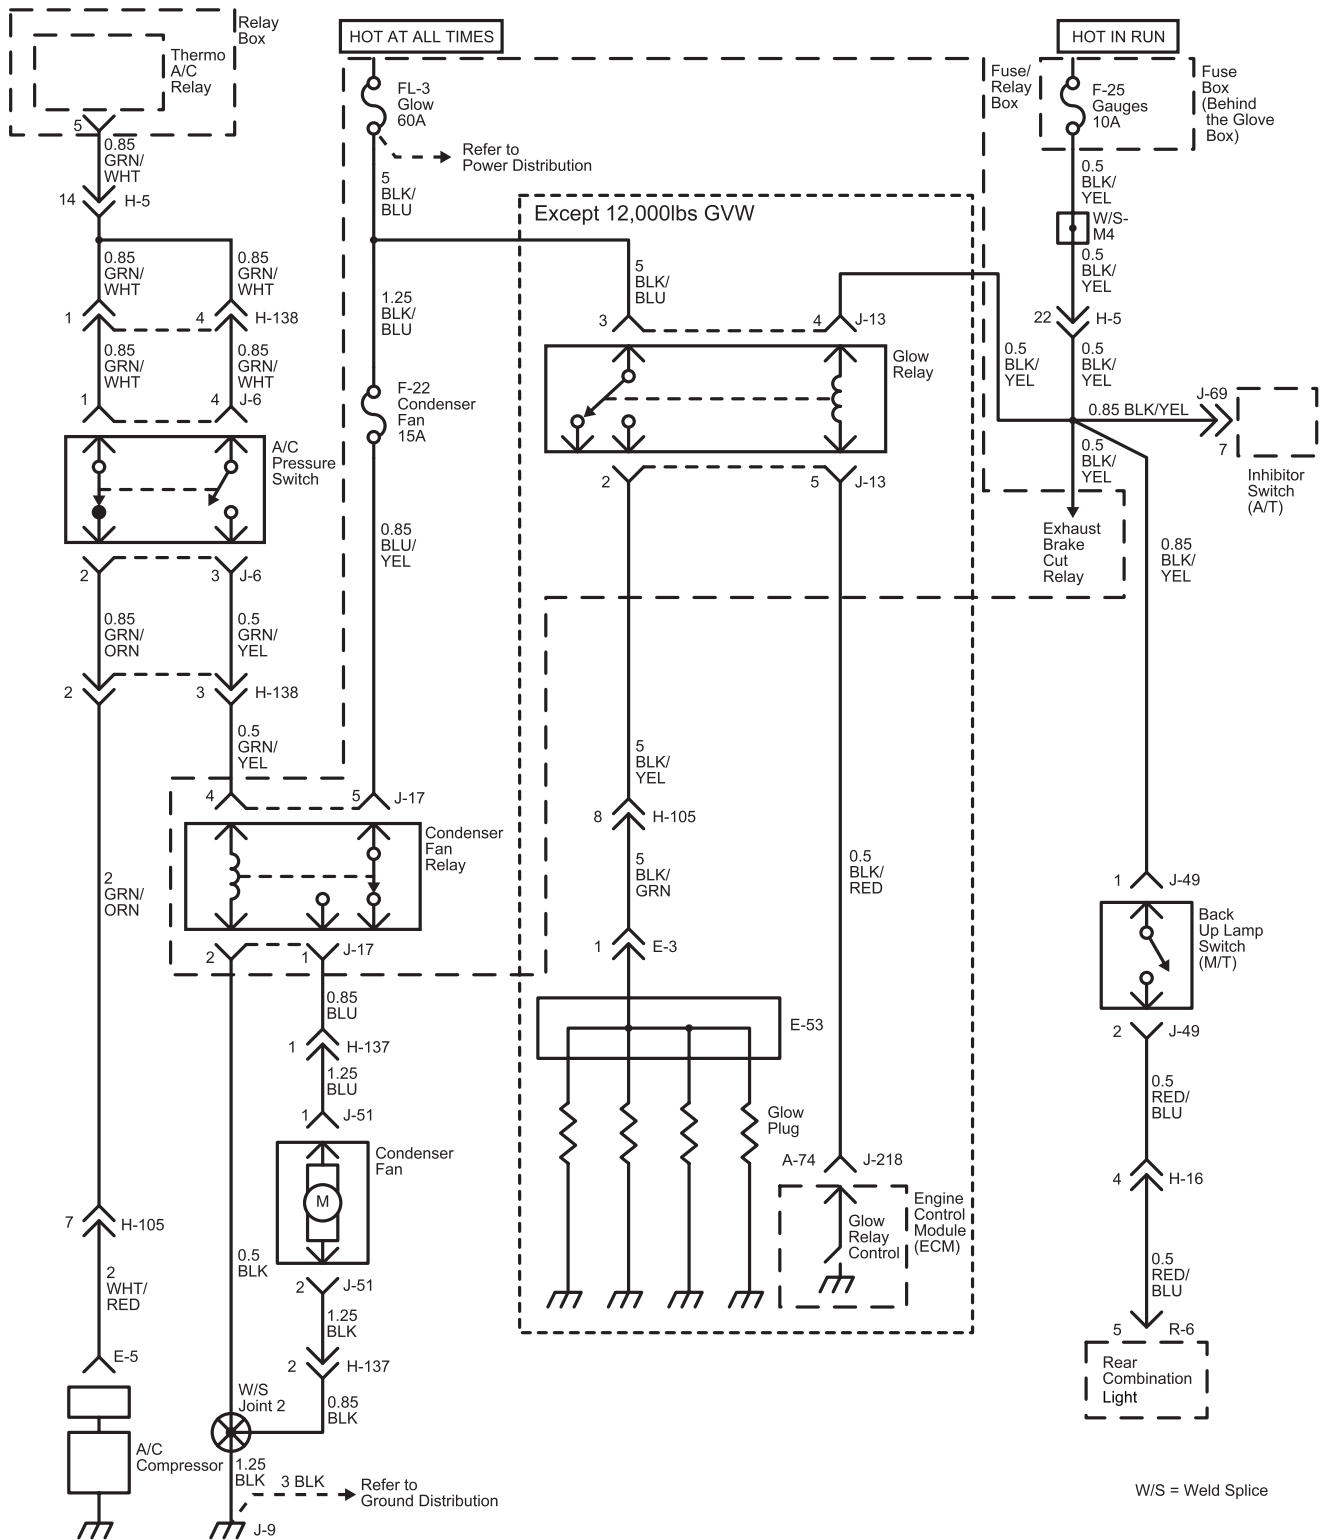 Relay
Box
Thermo
A/C
Relay
5
0.85
GRN/
WHT
14
H-5
0.85
GRN/
WHT
0.85
GRN/
WHT
1
4
H-138
0.85
GRN/
WHT
0.85
GRN/
WHT
1
4
J-6
A/C
Pressure
Switch
2
3
J-6
0.85
GRN/
ORN
0.5
GRN/
YEL
2
3
H-138
0.5
GRN/
YEL
2
GRN/
ORN
7
H-105
2
WHT/
RED
E-5
A/C
Compressor
HOT AT ALL TIMES
FL-3
Glow
60A
Refer to
Power Distribution
5
BLK/
BLU
1.25
BLK/
BLU
F-22
Condenser
Fan
15A
0.85
BLU/
YEL
4
5
J-17
Condenser
Fan
Relay
2
1
J-17
0.85
BLU
1
H-137
1.25
BLU
1
J-51
Condenser
Fan
M
2
J-51
1.25
BLK
2
H-137
0.85
BLK
0.5
BLK
W/S
Joint 2
1.25
BLK
3 BLK
Refer to
Ground Distribution
J-9
Except 12,000lbs GVW
5
BLK/
BLU
3
4
J-13
Glow
Relay
2
5
J-13
5
BLK/
YEL
8
H-105
5
BLK/
GRN
1
E-3
E-53
Glow
Plug
0.5
BLK/
RED
A-74
J-218
Glow
Relay
Control
Engine
Control
Module
(ECM)
HOT IN RUN
Fuse/
Relay
Box
F-25
Gauges
10A
Fuse
Box
(Behind
the Glove
Box)
0.5
BLK/
YEL
W/S-
M4
0.5
BLK/
YEL
22
H-5
0.5
BLK/
YEL
0.5
BLK/
YEL
0.85 BLK/YEL
J-69
7
Inhibitor
Switch
(A/T)
0.5
BLK/
YEL
Exhaust
Brake
Cut
Relay
0.85
BLK/
YEL
1
J-49
Back
Up Lamp
Switch
(M/T)
2
J-49
0.5
RED/
BLU
4
H-16
0.5
RED/
BLU
5
R-6
Rear
Combination
Light
W/S = Weld Splice